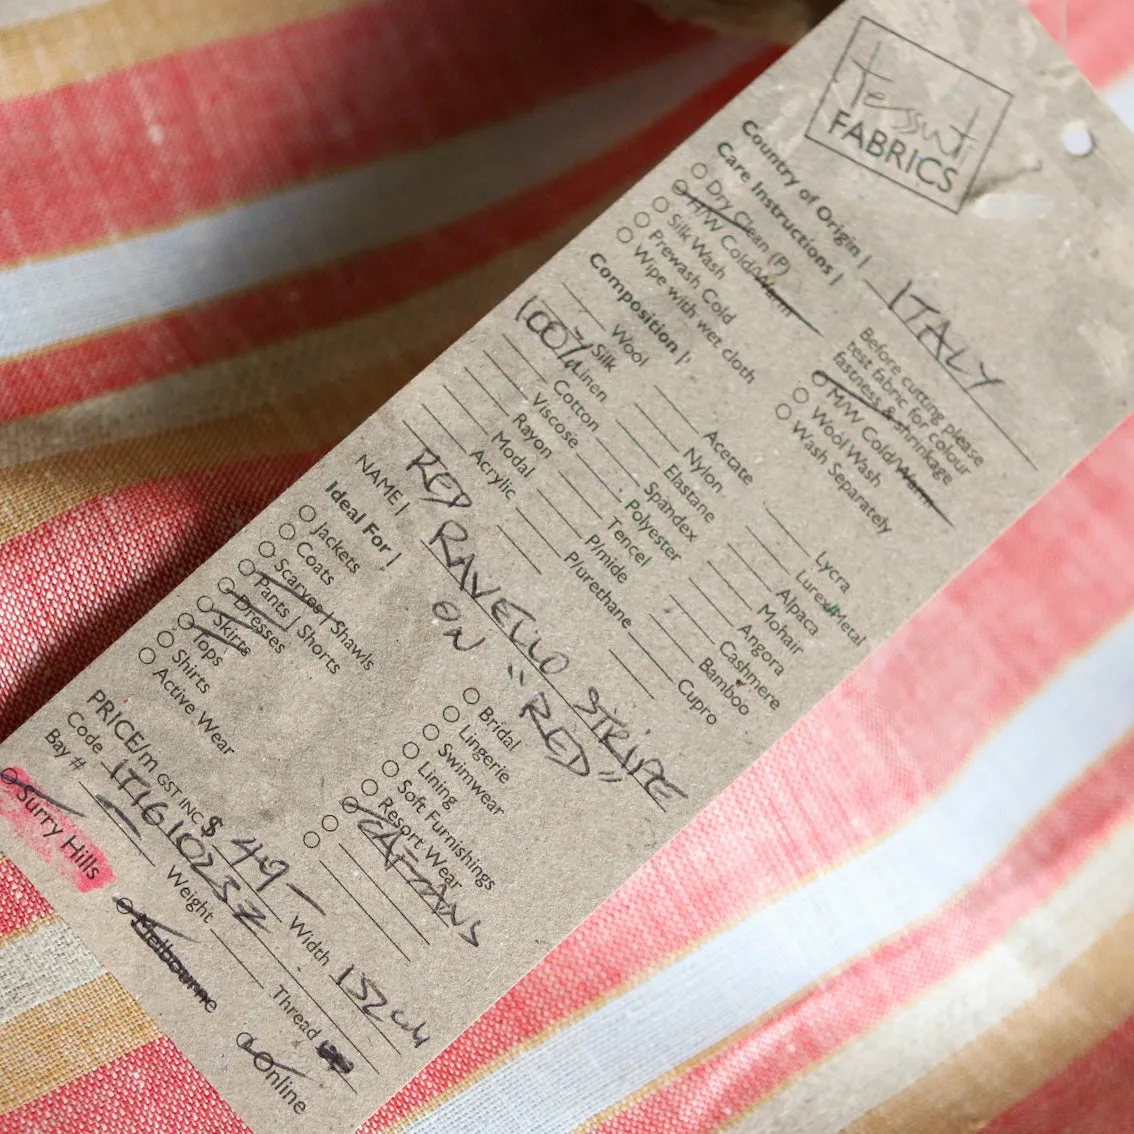 Tessuti
FABRICS
Country of Origin | ITALY
Care Instructions |
Dry Clean (P)
H/W Cold/Warm
Silk Wash
Prewash Cold
Wipe with wet cloth
Before cutting please
test fabric for colour
fastness & shrinkage
M/W Cold/Warm
Wool Wash
Wash Separately
Composition |
Wool
Silk
100% Linen
Cotton
Viscose
Rayon
Modal
Acrylic
Acetate
Nylon
Elastane
Spandex
Polyester
Tencel
P/mide
P/urethane
Lycra
Lurex/Metal
Alpaca
Mohair
Angora
Cashmere
Bamboo
Cupro
NAME | RED RAVELLO STRIPE
ON "RED"
Ideal For |
Jackets
Coats
Scarves / Shawls
Pants / Shorts
Dresses
Skirts
Tops
Shirts
Active Wear
Bridal
Lingerie
Swimwear
Lining
Soft Furnishings
Resort Wear
CAFTANS
PRICE/m GST INC $ 49- Width 152cm
Code IT1610237
Bay # Weight Thread
Surry Hills Melbourne Online